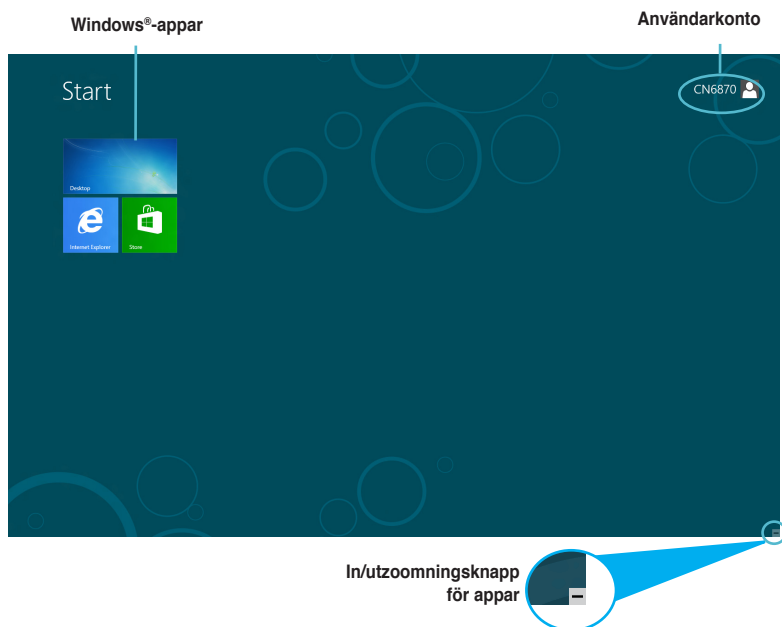 Windows®-appar
Användarkonto
Start
CN6870
Desktop
Internet Explorer
Store
In/utzoomningsknapp
för appar